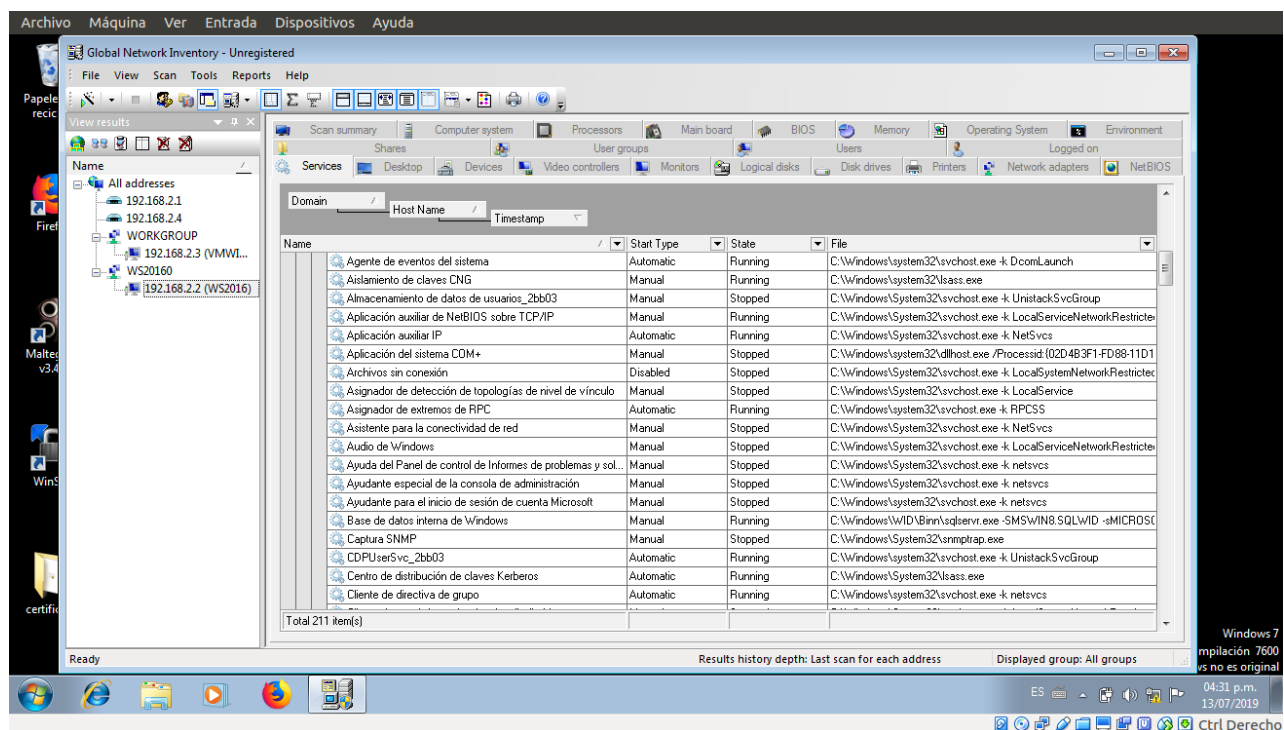 Archivo Máquina Ver Entrada Dispositivos Ayuda
Global Network Inventory - Unregistered
File View Scan Tools Reports Help
View results
Name
All addresses
192.168.2.1
192.168.2.4
WORKGROUP
192.168.2.3 (VMWI...
WS20160
192.168.2.2 (WS2016)
Scan summary Computer system Processors Main board BIOS Memory Operating System Environment
Shares User groups Users Logged on
Services Desktop Devices Video controllers Monitors Logical disks Disk drives Printers Network adapters NetBIOS
Domain
Host Name
Timestamp
Name Start Type State File
Agente de eventos del sistema Automatic Running C:\Windows\system32\svchost.exe -k DcomLaunch
Aislamiento de claves CNG Manual Running C:\Windows\system32\lsass.exe
Almacenamiento de datos de usuarios_2bb03 Manual Stopped C:\Windows\System32\svchost.exe -k UnistackSvcGroup
Aplicación auxiliar de NetBIOS sobre TCP/IP Manual Running C:\Windows\System32\svchost.exe -k LocalServiceNetworkRestricte
Aplicación auxiliar IP Automatic Running C:\Windows\System32\svchost.exe -k NetSvcs
Aplicación del sistema COM+ Manual Stopped C:\Windows\system32\dllhost.exe /Processid:{02D4B3F1-FD88-11D1
Archivos sin conexión Disabled Stopped C:\Windows\System32\svchost.exe -k LocalSystemNetworkRestrictec
Asignador de detección de topologías de nivel de vínculo Manual Stopped C:\Windows\System32\svchost.exe -k LocalService
Asignador de extremos de RPC Automatic Running C:\Windows\system32\svchost.exe -k RPCSS
Asistente para la conectividad de red Manual Stopped C:\Windows\System32\svchost.exe -k NetSvcs
Audio de Windows Manual Stopped C:\Windows\System32\svchost.exe -k LocalServiceNetworkRestricte
Ayuda del Panel de control de Informes de problemas y sol... Manual Stopped C:\Windows\System32\svchost.exe -k netsvcs
Ayudante especial de la consola de administración Manual Stopped C:\Windows\System32\svchost.exe -k netsvcs
Ayudante para el inicio de sesión de cuenta Microsoft Manual Stopped C:\Windows\system32\svchost.exe -k netsvcs
Base de datos interna de Windows Manual Running C:\Windows\WID\Binn\sqlservr.exe -SMSWIN8.SQLWID -sMICROS(
Captura SNMP Manual Stopped C:\Windows\System32\snmptrap.exe
CDPUserSvc_2bb03 Automatic Running C:\Windows\system32\svchost.exe -k UnistackSvcGroup
Centro de distribución de claves Kerberos Automatic Running C:\Windows\System32\lsass.exe
Cliente de directiva de grupo Automatic Running C:\Windows\system32\svchost.exe -k netsvcs
Total 211 item(s)
Ready Results history depth: Last scan for each address Displayed group: All groups
Papele
recic
Firef
Malteg
v3.4
WinS
certific
Windows 7
mpilación 7600
ws no es original
ES
04:31 p.m.
13/07/2019
Ctrl Derecho